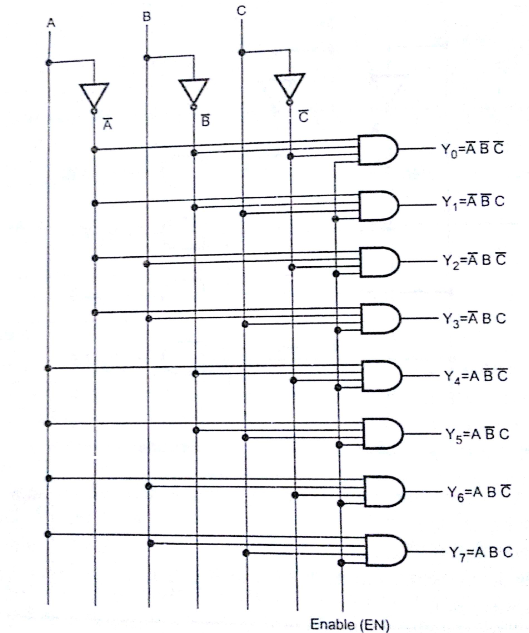 A
B
C
A̅
B̅
C̅
Y₀=A̅ B̅ C̅
Y₁=A̅ B̅ C
Y₂=A̅ B C̅
Y₃=A̅ B C
Y₄=A B̅ C̅
Y₅=A B̅ C
Y₆=A B C̅
Y₇=A B C
Enable (EN)